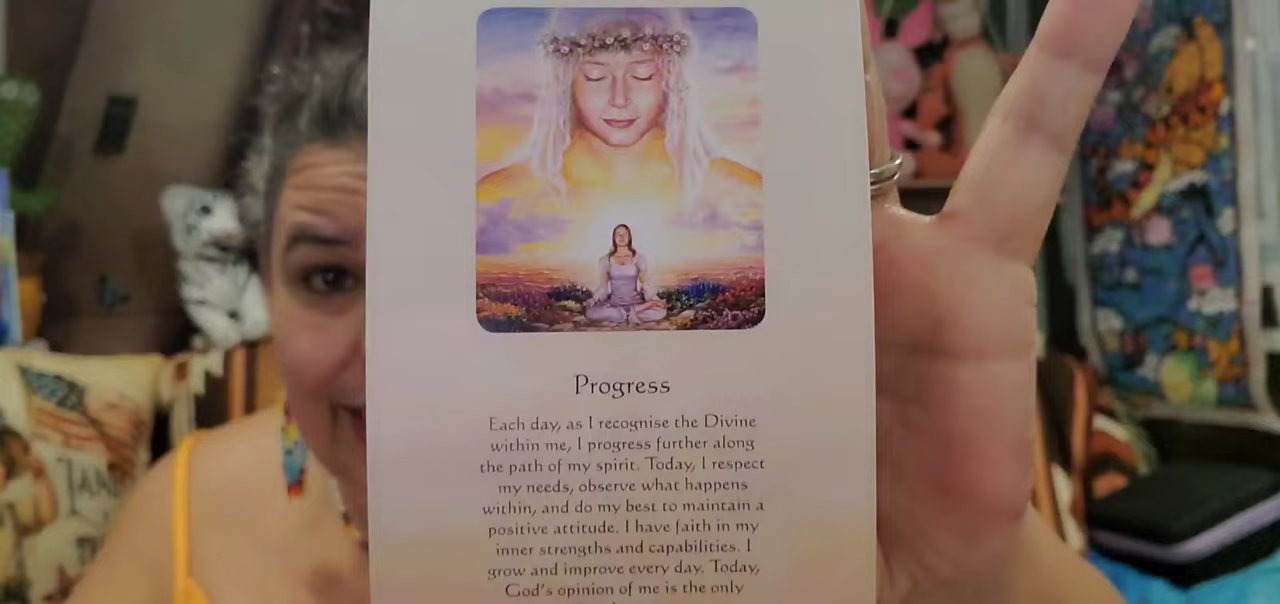 Progress
Each day, as I recognise the Divine
within me, I progress further along
the path of my spirit. Today, I respect
my needs, observe what happens
within, and do my best to maintain a
positive attitude. I have faith in my
inner strengths and capabilities. I
grow and improve every day. Today,
God's opinion of me is the only